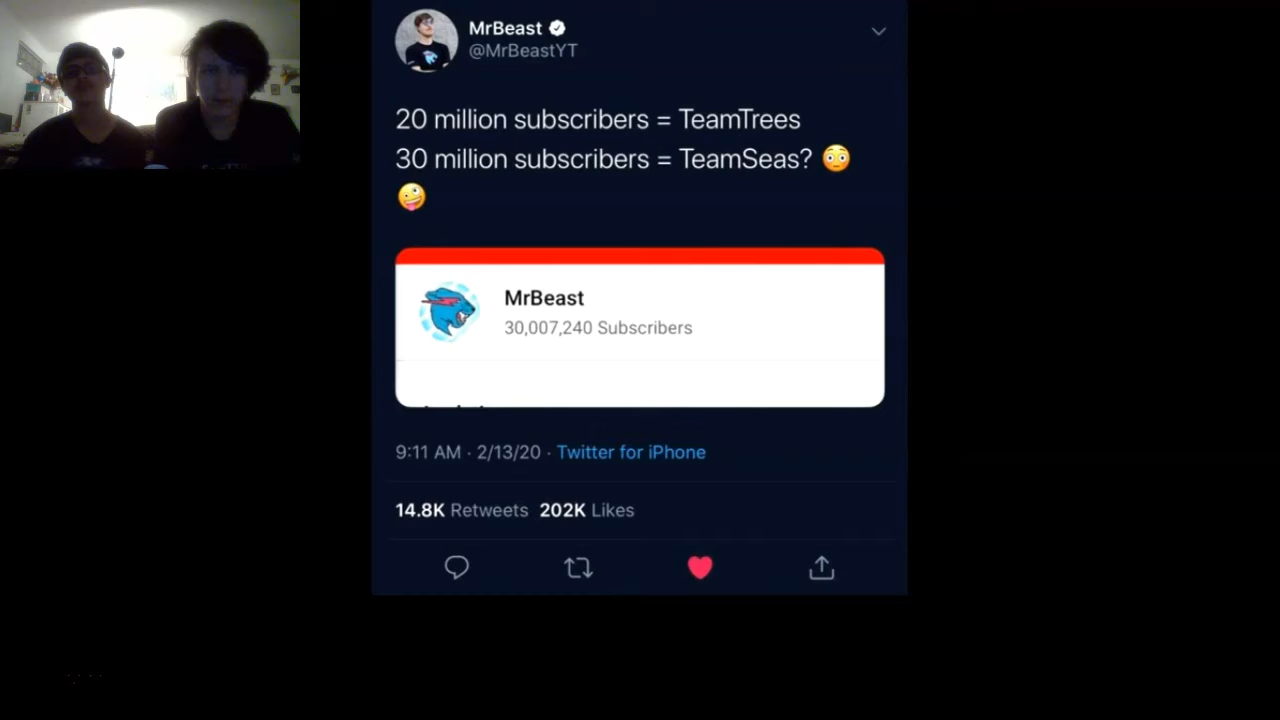 MrBeast
@MrBeastYT
20 million subscribers = TeamTrees
30 million subscribers = TeamSeas? 😳
🤪
MrBeast
30,007,240 Subscribers
9:11 AM · 2/13/20 · Twitter for iPhone
14.8K Retweets 202K Likes